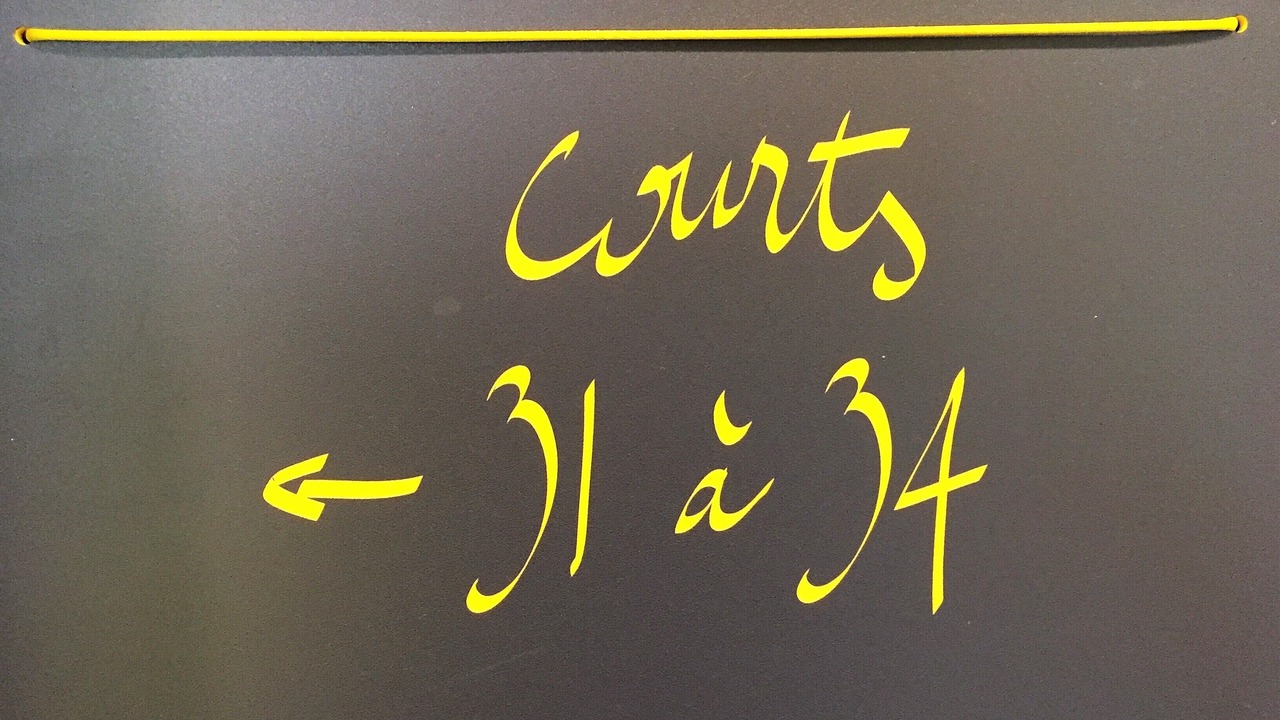 Courts
← 31 à 34